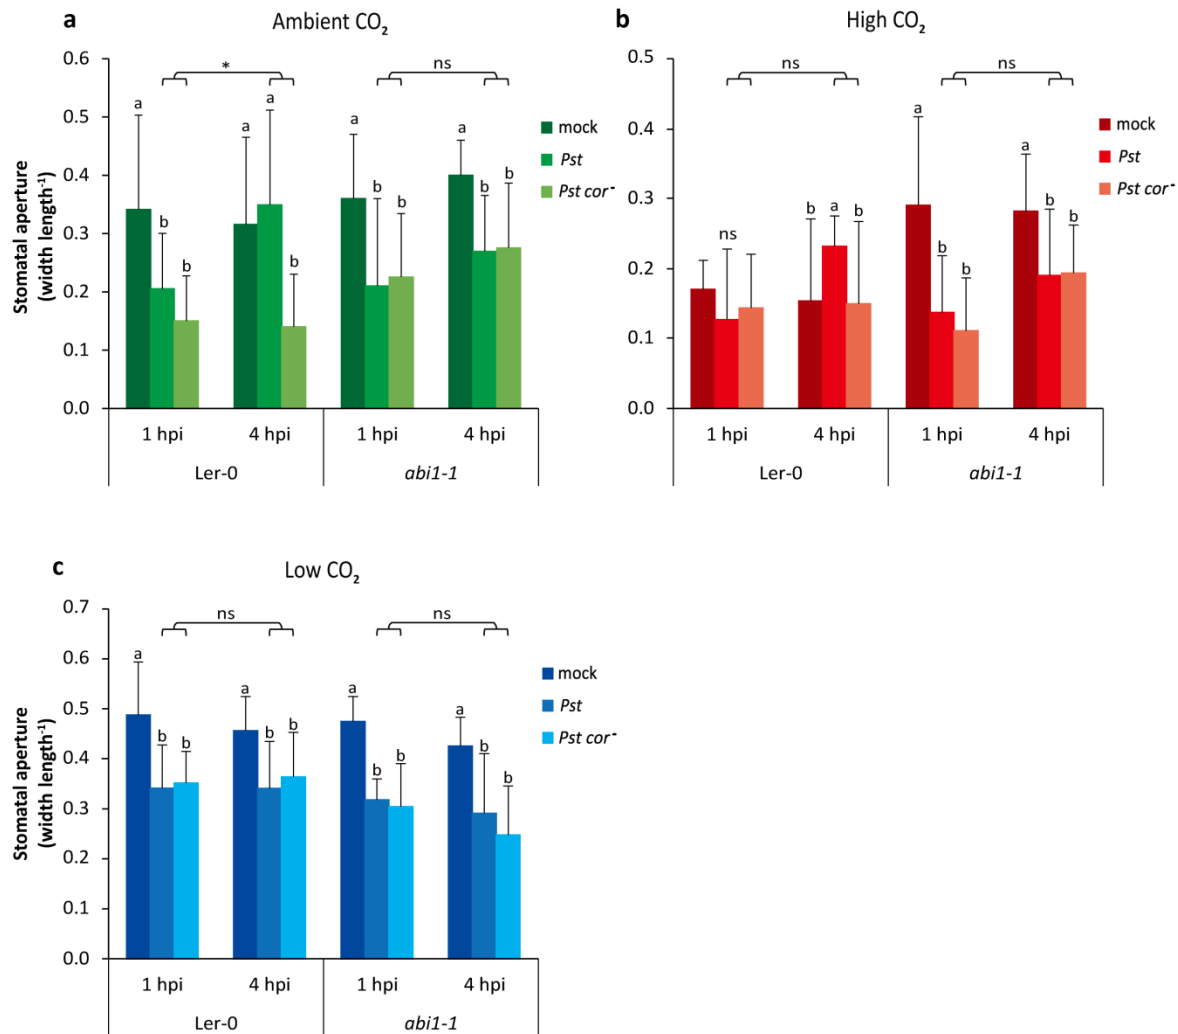 a
Ambient CO₂
Stomatal aperture
(width length⁻¹)
0.6
0.5
0.4
0.3
0.2
0.1
0.0
*
ns
a
b
b
a
a
b
a
b
b
a
b
b
mock
Pst
Pst cor⁻
1 hpi
4 hpi
1 hpi
4 hpi
Ler-0
abi1-1
b
High CO₂
0.5
0.4
0.3
0.2
0.1
0.0
ns
ns
ns
b
a
b
a
b
b
a
b
b
mock
Pst
Pst cor⁻
1 hpi
4 hpi
1 hpi
4 hpi
Ler-0
abi1-1
c
Low CO₂
Stomatal aperture
(width length⁻¹)
0.7
0.6
0.5
0.4
0.3
0.2
0.1
0.0
ns
ns
a
b
b
a
b
b
a
b
b
a
b
b
mock
Pst
Pst cor⁻
1 hpi
4 hpi
1 hpi
4 hpi
Ler-0
abi1-1